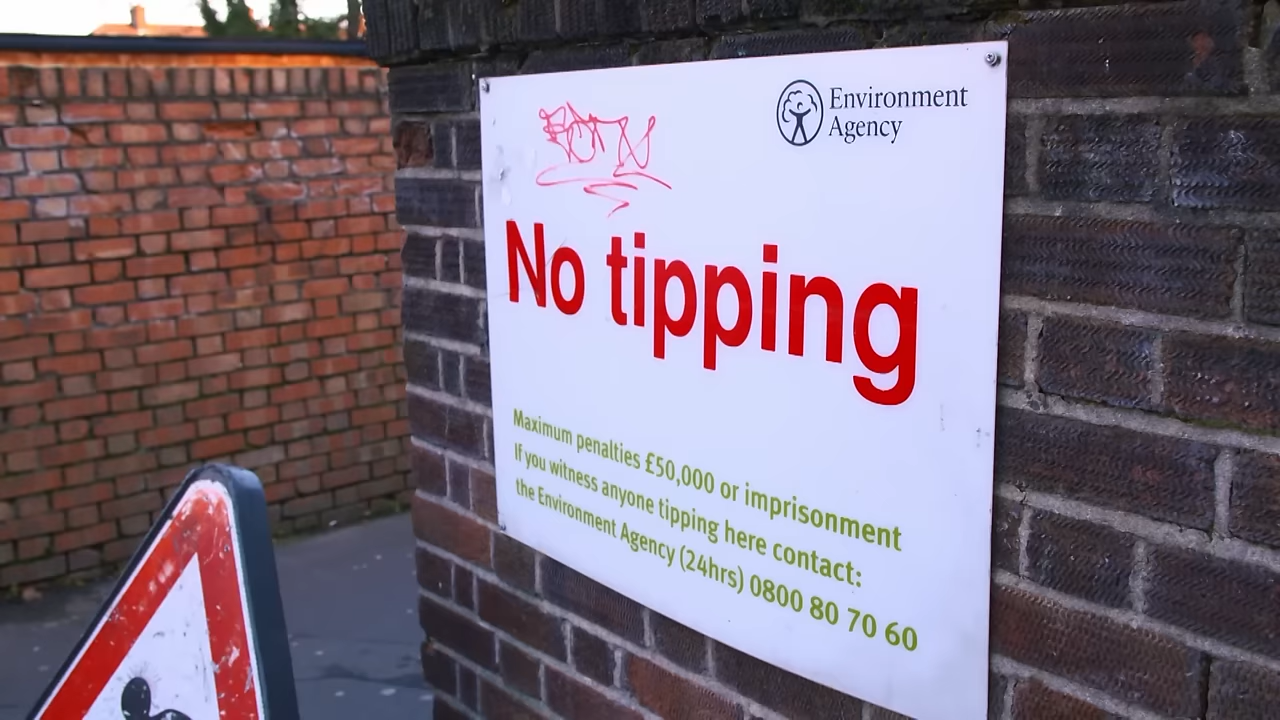 Environment
Agency
No tipping
Maximum penalties £50,000 or imprisonment
If you witness anyone tipping here contact:
the Environment Agency (24hrs) 0800 80 70 60